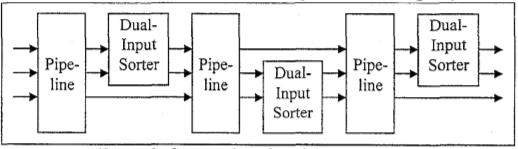 Dual-
Input
Sorter
Pipe-
line
Pipe-
line
Dual-
Input
Sorter
Pipe-
line
Dual-
Input
Sorter